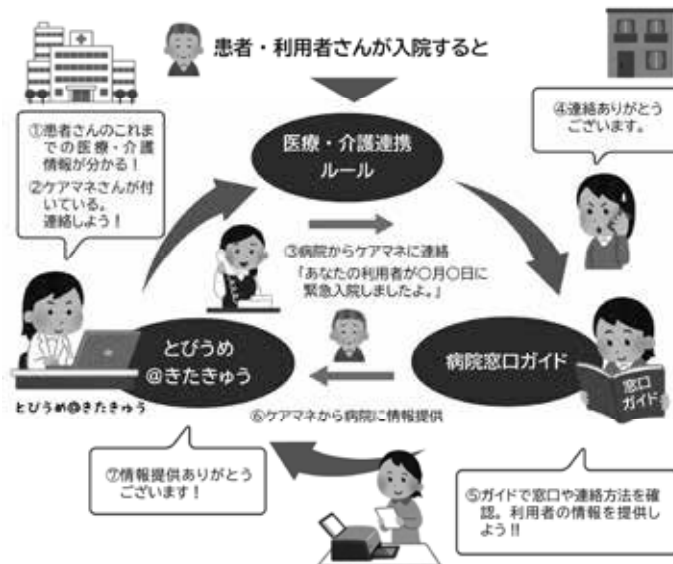 患者・利用者さんが入院すると
①患者さんのこれま
での医療・介護
情報が分かる！
②ケアマネさんが付
いている。
連絡しよう！
医療・介護連携
ルール
④連絡ありがとう
ございます。
③病院からケアマネに連絡
「あなたの利用者が〇月〇日に
緊急入院しましたよ。」
とびうめ
@きたきゅう
病院窓口ガイド
窓口
ガイド
とびうめ@きたきゅう
⑥ケアマネから病院に情報提供
⑦情報提供ありがとう
ございます！
⑤ガイドで窓口や連絡方法を確
認。利用者の情報を提供し
よう!!